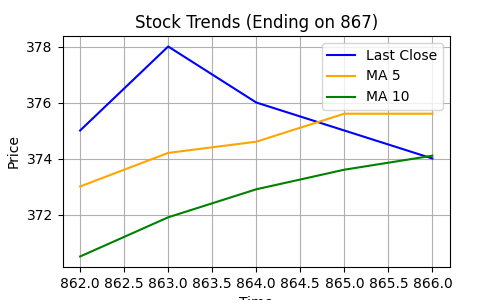 Stock Trends (Ending on 867)
Last Close
MA 5
MA 10
Price
378
376
374
372
862.0 862.5 863.0 863.5 864.0 864.5 865.0 865.5 866.0
Time